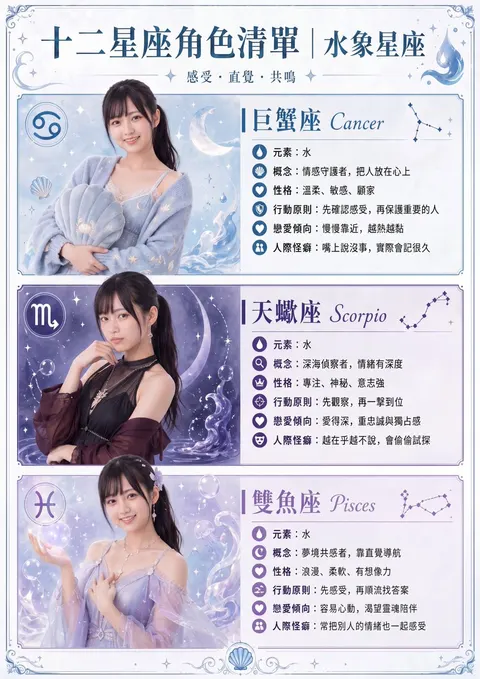 十二星座角色清單｜水象星座
感受・直覺・共鳴
♋
巨蟹座 Cancer
元素：水
概念：情感守護者，把人放在心上
性格：溫柔、敏感、顧家
行動原則：先確認感受，再保護重要的人
戀愛傾向：慢慢靠近，越熱越黏
人際怪癖：嘴上說沒事，實際會記很久
♏
天蠍座 Scorpio
元素：水
概念：深海偵察者，情緒有深度
性格：專注、神秘、意志強
行動原則：先觀察，再一擊到位
戀愛傾向：愛得深，重忠誠與獨占感
人際怪癖：越在乎越不說，會偷偷試探
♓
雙魚座 Pisces
元素：水
概念：夢境共感者，靠直覺導航
性格：浪漫、柔軟、有想像力
行動原則：先感受，再順流找答案
戀愛傾向：容易心動，渴望靈魂陪伴
人際怪癖：常把別人的情緒也一起感受